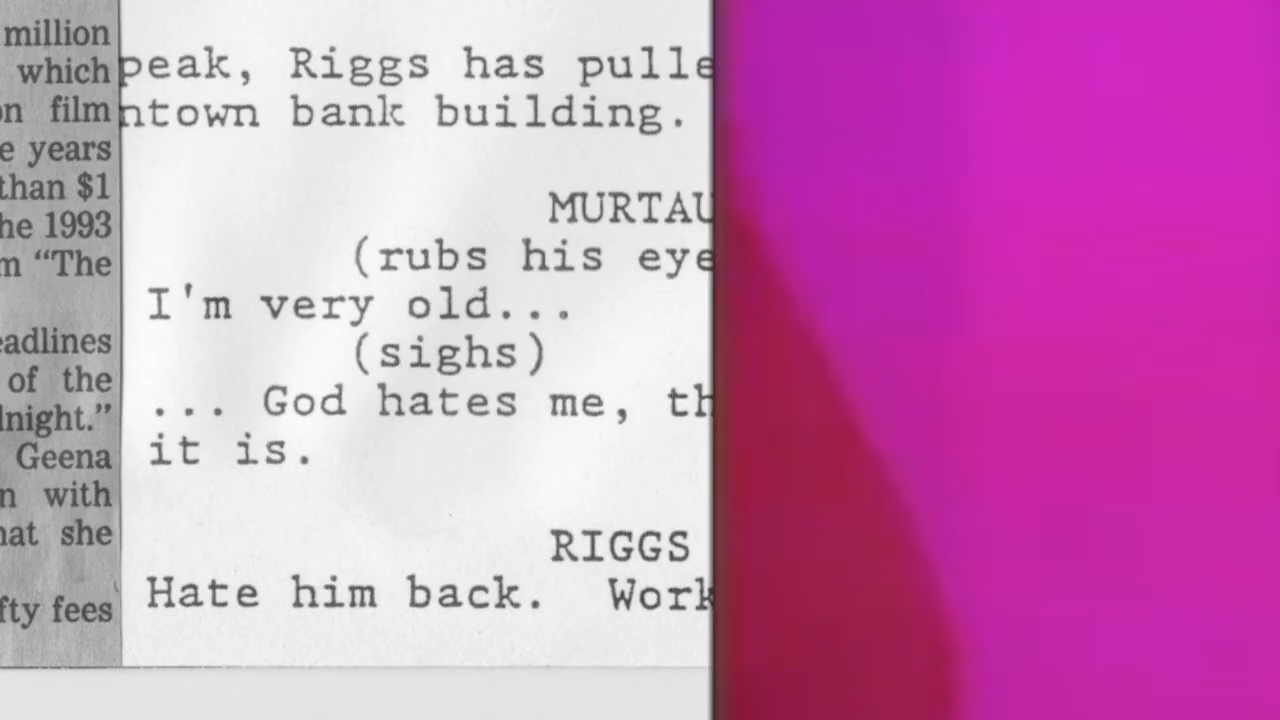 million
which
on film
e years
than $1
he 1993
m “The
eadlines
of the
dnight.”
Geena
n with
hat she
fty fees
peak, Riggs has pulle
ntown bank building.
MURTAU
(rubs his eye
I'm very old...
(sighs)
... God hates me, th
it is.
RIGGS
Hate him back. Work